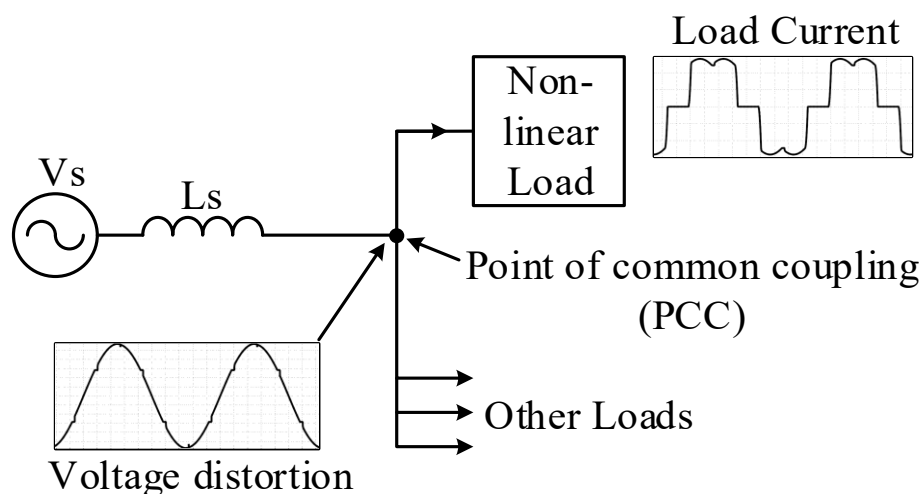 Load Current
Non-
linear
Load
Vs
Ls
Point of common coupling
(PCC)
Other Loads
Voltage distortion